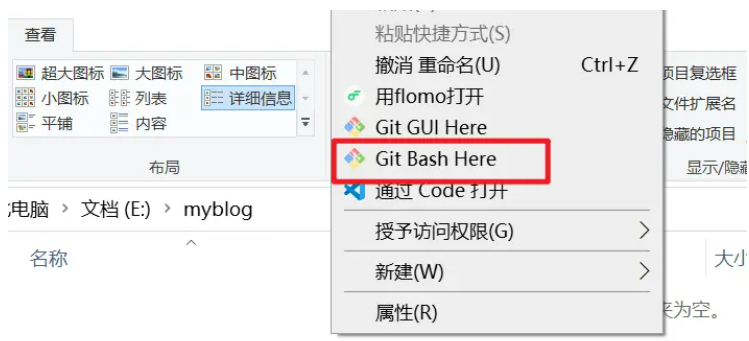 查看
超大图标 大图标 中图标
小图标 列表 详细信息
平铺 内容
布局
粘贴快捷方式(S)
撤消 重命名(U) Ctrl+Z
用flomo打开
Git GUI Here
Git Bash Here
通过 Code 打开
授予访问权限(G)
新建(W)
属性(R)
项目复选框
文件扩展名
隐藏的项目
显示/隐藏
电脑 > 文档 (E:) > myblog
名称
大小
夹为空。